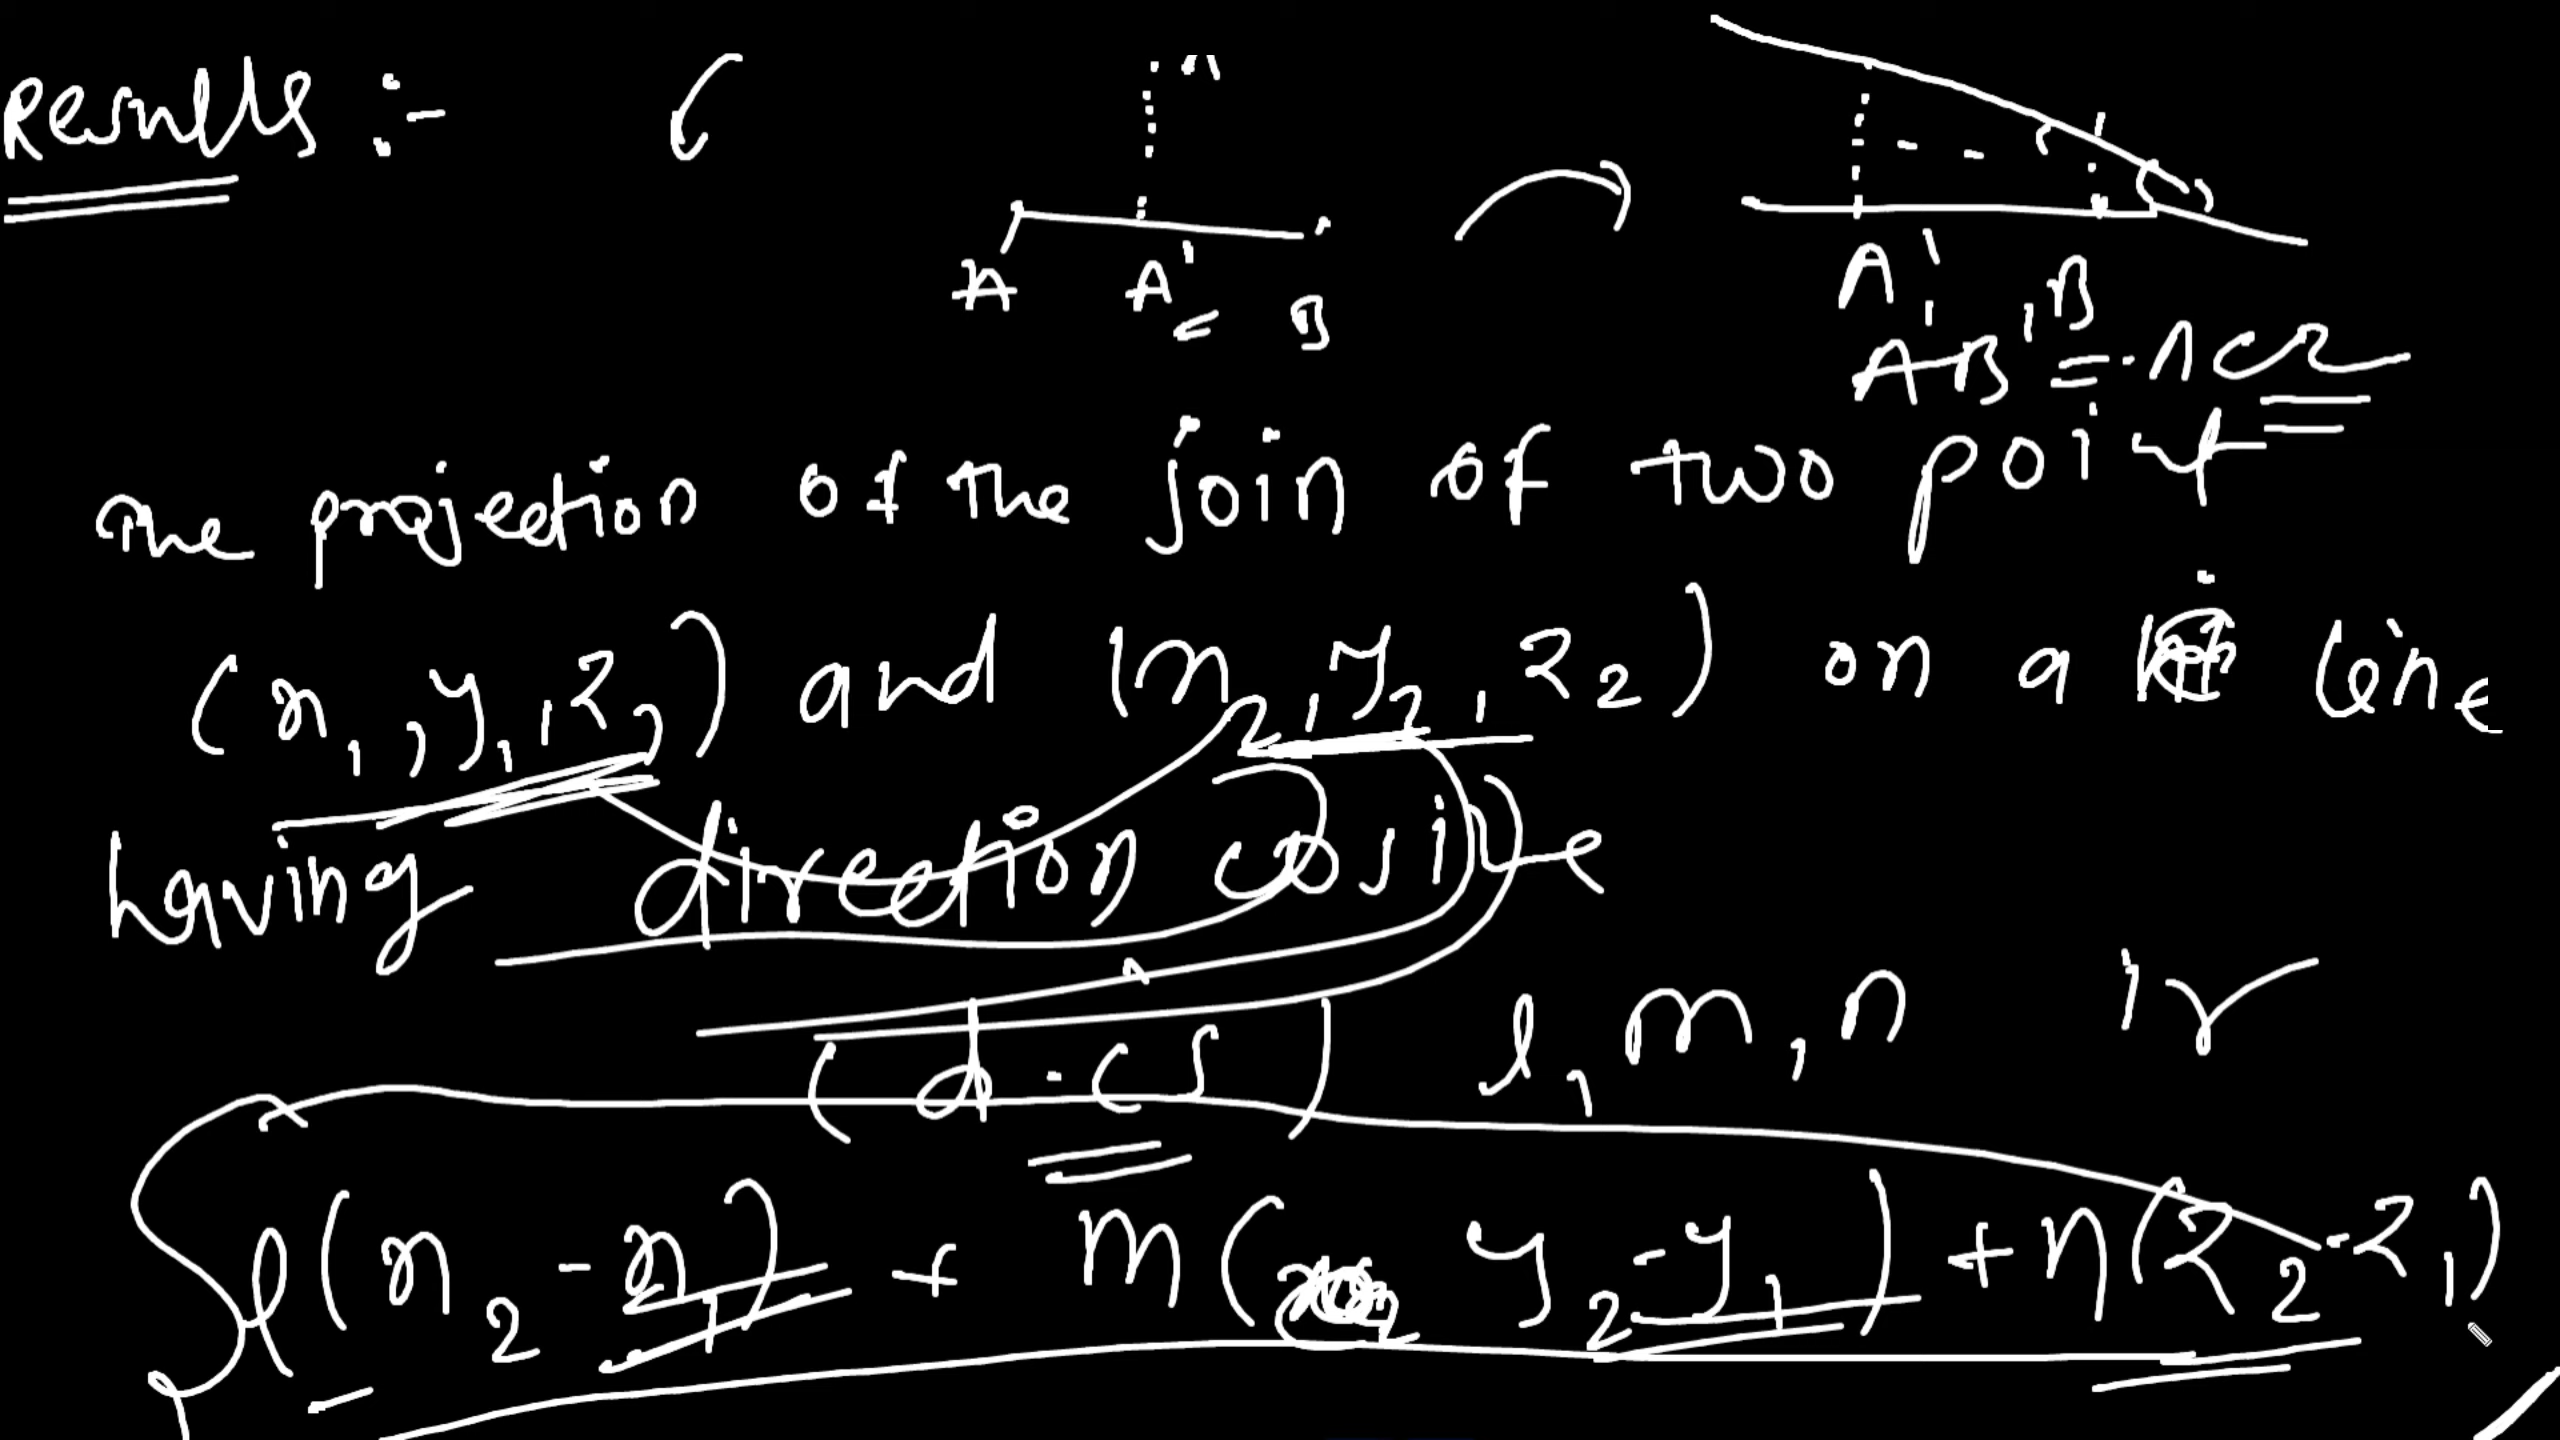 Results :-
A
A A' B
A' B'
A'B' = r cos
The projection of the join of two point
(x₁, y₁, z₁) and (x₂, y₂, z₂) on a line
having direction cosine
(d.cs) l, m, n is
l(x₂ - x₁) + m(y₂ - y₁) + n(z₂ - z₁)